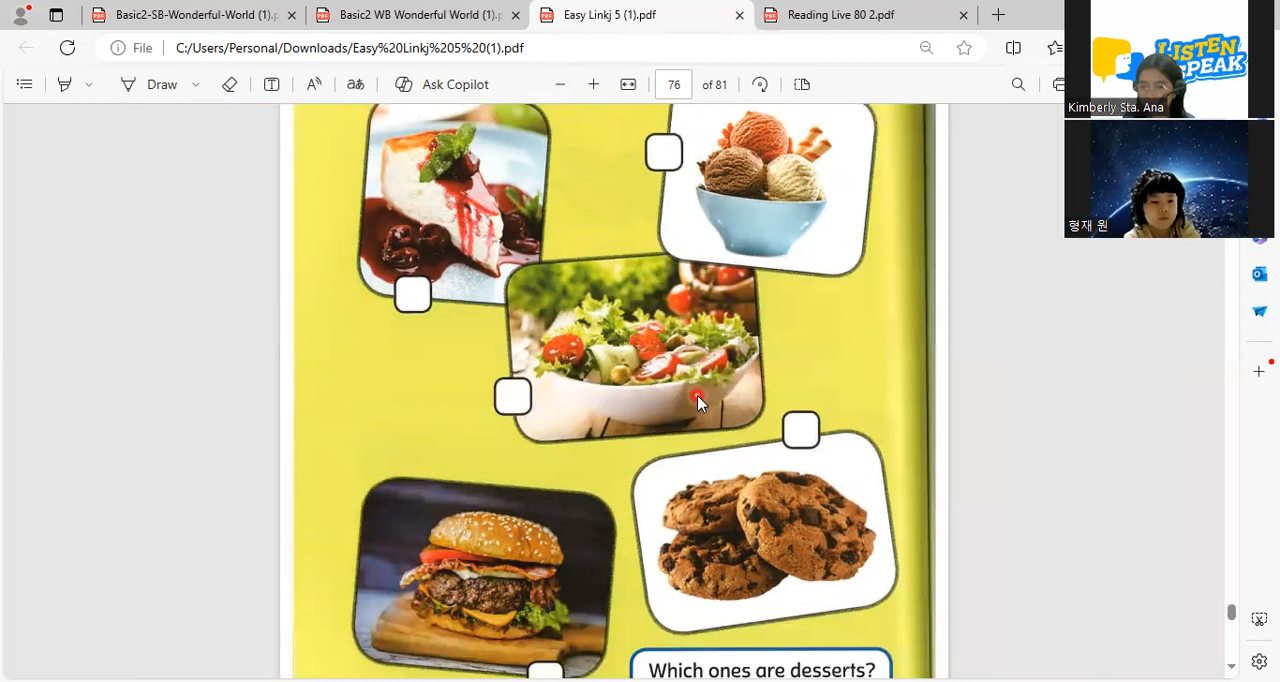 Basic2-SB-Wonderful-World (1).p
Basic2 WB Wonderful World (1).p
Easy Linkj 5 (1).pdf
Reading Live 80 2.pdf
File
C:/Users/Personal/Downloads/Easy%20Linkj%205%20(1).pdf
Draw
aあ
Ask Copilot
76
of 81
LISTEN
SPEAK
Kimberly Sta. Ana
형재 원
Which ones are desserts?